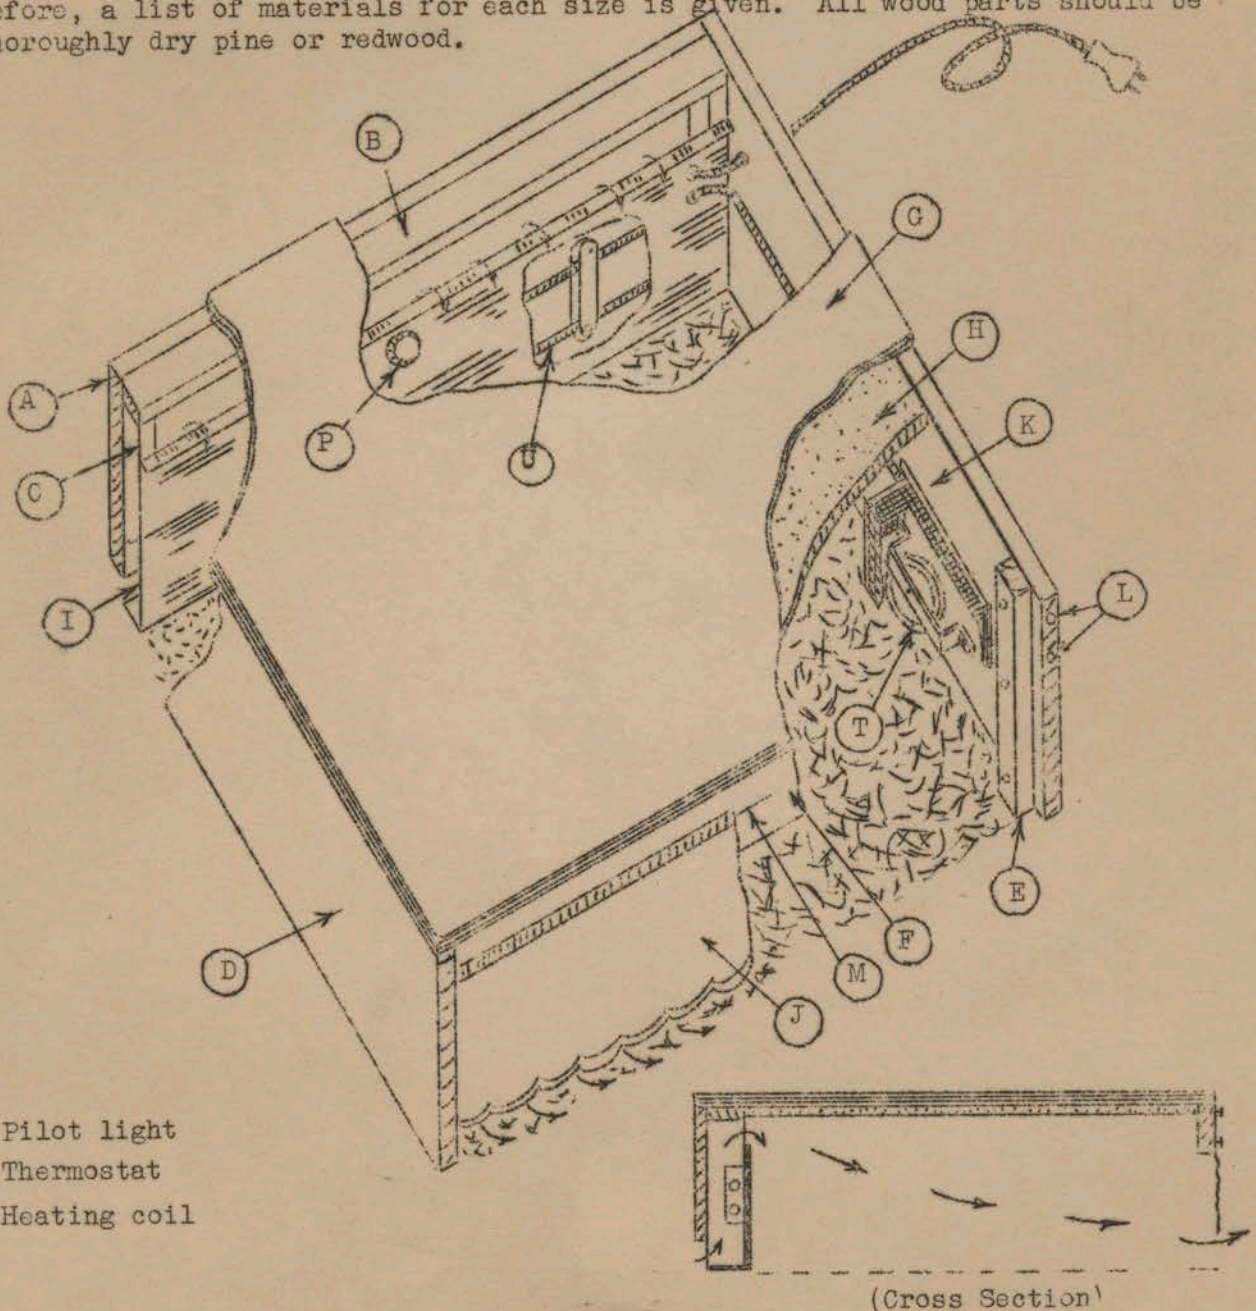 efore, a list of materials for each size is given. All wood parts should be
horoughly dry pine or redwood.
B
G
H
A
K
P
U
C
L
I
T
E
F
D
M
J
Pilot light
Thermostat
Heating coil
(Cross Section)